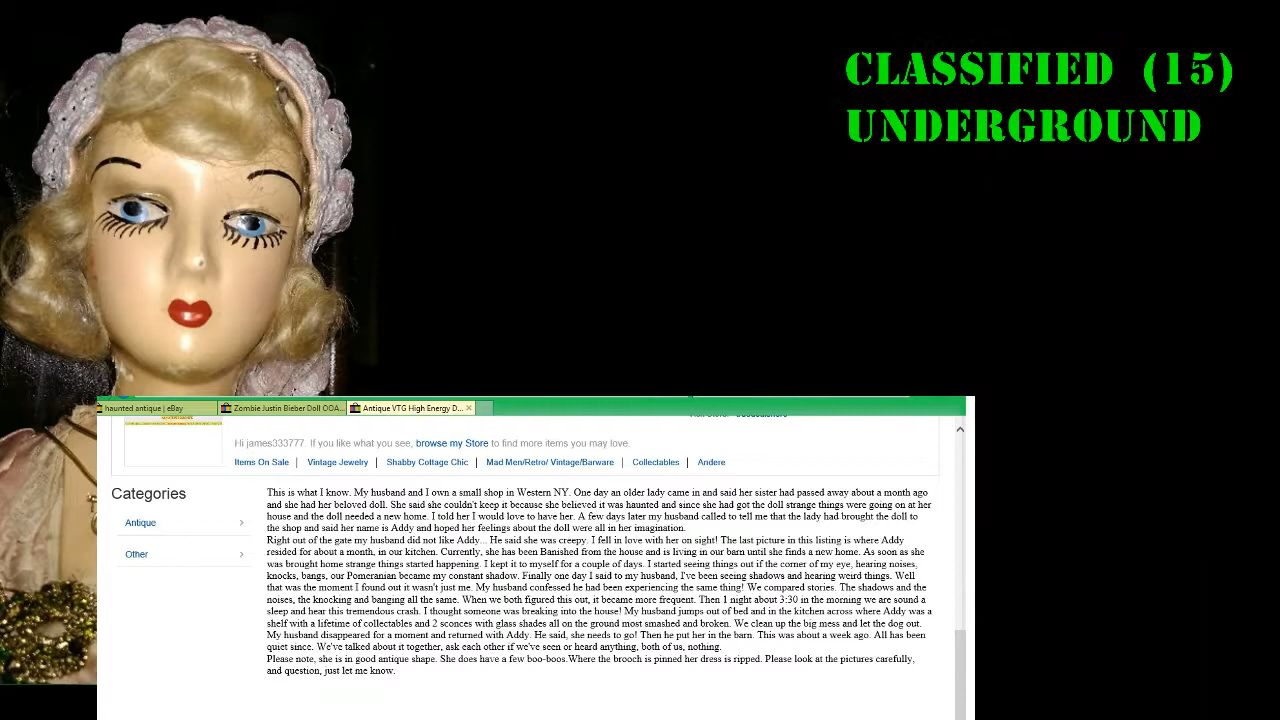 CLASSIFIED (15)
UNDERGROUND
haunted antique | eBay
Zombie Justin Bieber Doll OOA...
Antique VTG High Energy D...
Hi james333777. If you like what you see, browse my Store to find more items you may love.
Items On Sale | Vintage Jewelry | Shabby Cottage Chic | Mad Men/Retro/ Vintage/Barware | Collectables | Andere
Categories
Antique
Other
This is what I know. My husband and I own a small shop in Western NY. One day an older lady came in and said her sister had passed away about a month ago
and she had her beloved doll. She said she couldn't keep it because she believed it was haunted and since she had got the doll strange things were going on at her
house and the doll needed a new home. I told her I would love to have her. A few days later my husband called to tell me that the lady had brought the doll to
the shop and said her name is Addy and hoped her feelings about the doll were all in her imagination.
Right out of the gate my husband did not like Addy... He said she was creepy. I fell in love with her on sight! The last picture in this listing is where Addy
resided for about a month, in our kitchen. Currently, she has been Banished from the house and is living in our barn until she finds a new home. As soon as she
was brought home strange things started happening. I kept it to myself for a couple of days. I started seeing things out if the corner of my eye, hearing noises,
knocks, bangs, our Pomeranian became my constant shadow. Finally one day I said to my husband, I've been seeing shadows and hearing weird things. Well
that was the moment I found out it wasn't just me. My husband confessed he had been experiencing the same thing! We compared stories. The shadows and the
noises, the knocking and banging all the same. When we both figured this out, it became more frequent. Then 1 night about 3:30 in the morning we are sound a
sleep and hear this tremendous crash. I thought someone was breaking into the house! My husband jumps out of bed and in the kitchen across where Addy was a
shelf with a lifetime of collectables and 2 sconces with glass shades all on the ground most smashed and broken. We clean up the big mess and let the dog out.
My husband disappeared for a moment and returned with Addy. He said, she needs to go! Then he put her in the barn. This was about a week ago. All has been
quiet since. We've talked about it together, ask each other if we've seen or heard anything, both of us, nothing.
Please note, she is in good antique shape. She does have a few boo-boos.Where the brooch is pinned her dress is ripped. Please look at the pictures carefully,
and question, just let me know.